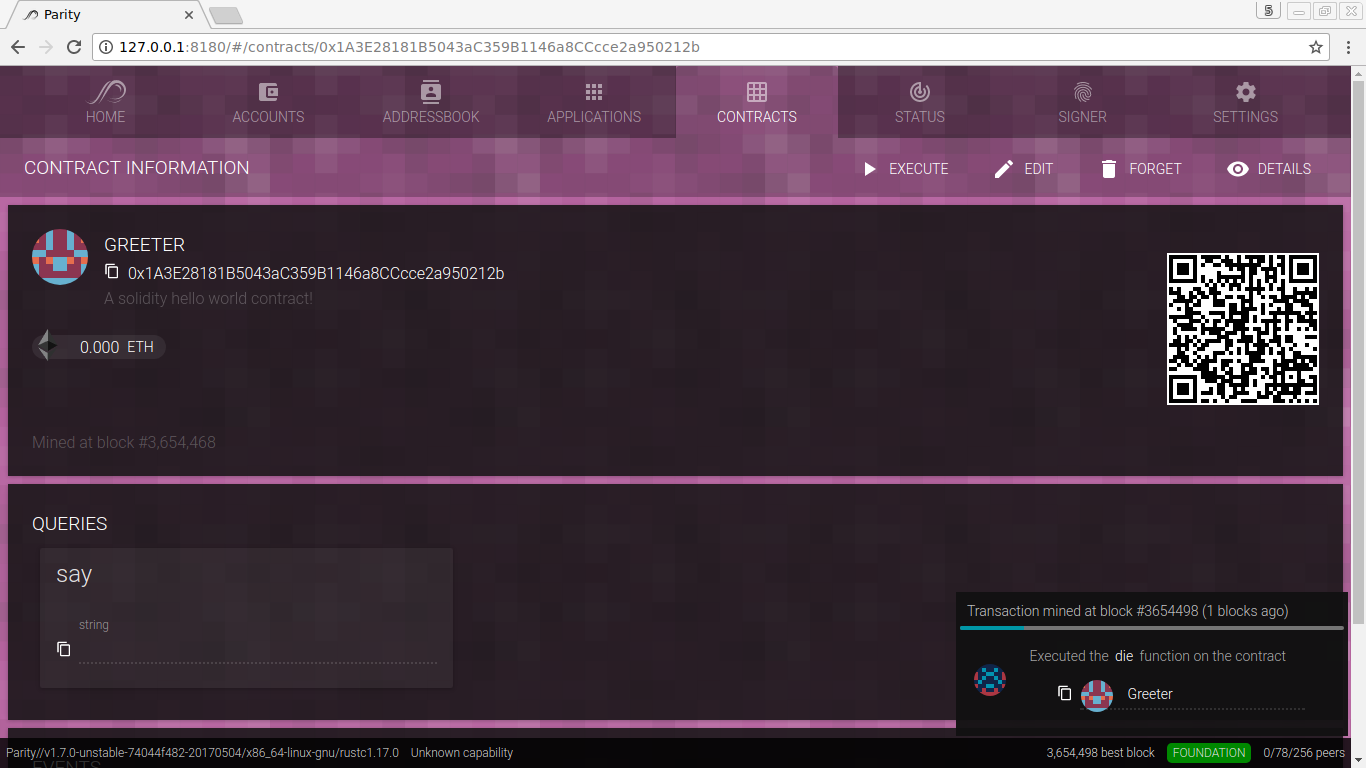 Parity
5
127.0.0.1:8180/#/contracts/0x1A3E28181B5043aC359B1146a8CCcce2a950212b
HOME
ACCOUNTS
ADDRESSBOOK
APPLICATIONS
CONTRACTS
STATUS
SIGNER
SETTINGS
CONTRACT INFORMATION
EXECUTE
EDIT
FORGET
DETAILS
GREETER
0x1A3E28181B5043aC359B1146a8CCcce2a950212b
A solidity hello world contract!
0.000 ETH
Mined at block #3,654,468
QUERIES
say
string
Transaction mined at block #3654498 (1 blocks ago)
Executed the die function on the contract
Greeter
Parity//v1.7.0-unstable-74044f482-20170504/x86_64-linux-gnu/rustc1.17.0
Unknown capability
3,654,498 best block
FOUNDATION
0/78/256 peers
EVENTS